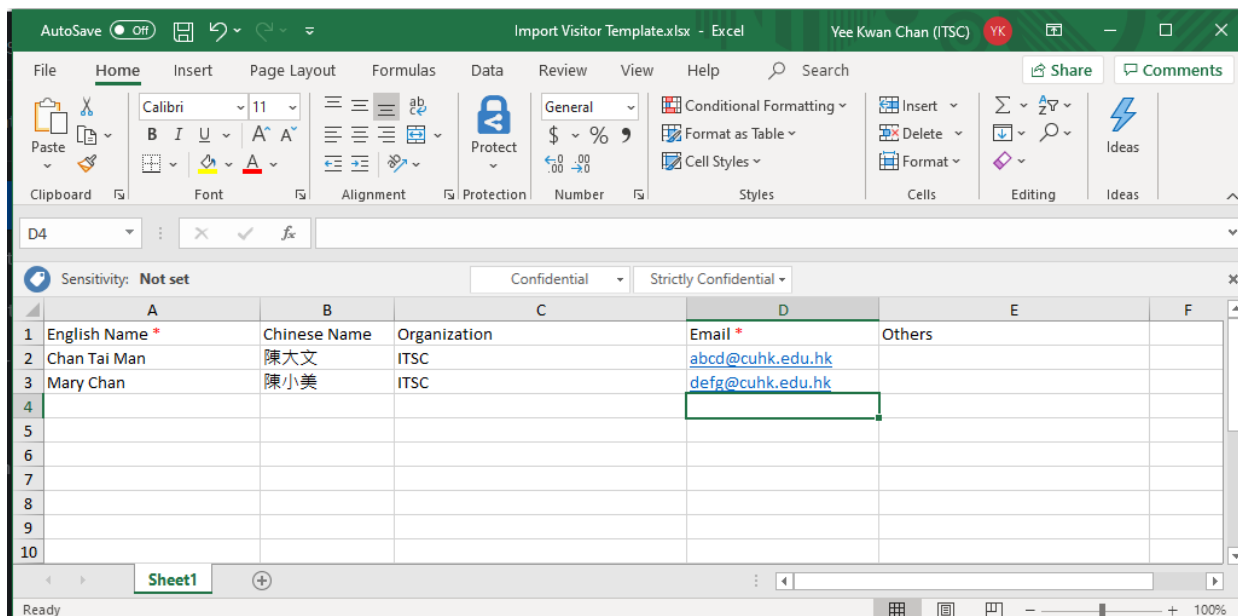 AutoSave Off Import Visitor Template.xlsx - Excel Yee Kwan Chan (ITSC) YK
File Home Insert Page Layout Formulas Data Review View Help Search Share Comments
Calibri 11 ab General Conditional Formatting Insert
Paste B I U A A Protect $ % Format as Table Delete Ideas
A Cell Styles Format
Clipboard Font Alignment Protection Number Styles Cells Editing Ideas
D4 fx
Sensitivity: Not set Confidential Strictly Confidential
A B C D E F
1 English Name * Chinese Name Organization Email * Others
2 Chan Tai Man 陳大文 ITSC abcd@cuhk.edu.hk
3 Mary Chan 陳小美 ITSC defg@cuhk.edu.hk
4
5
6
7
8
9
10
Sheet1
Ready 100%